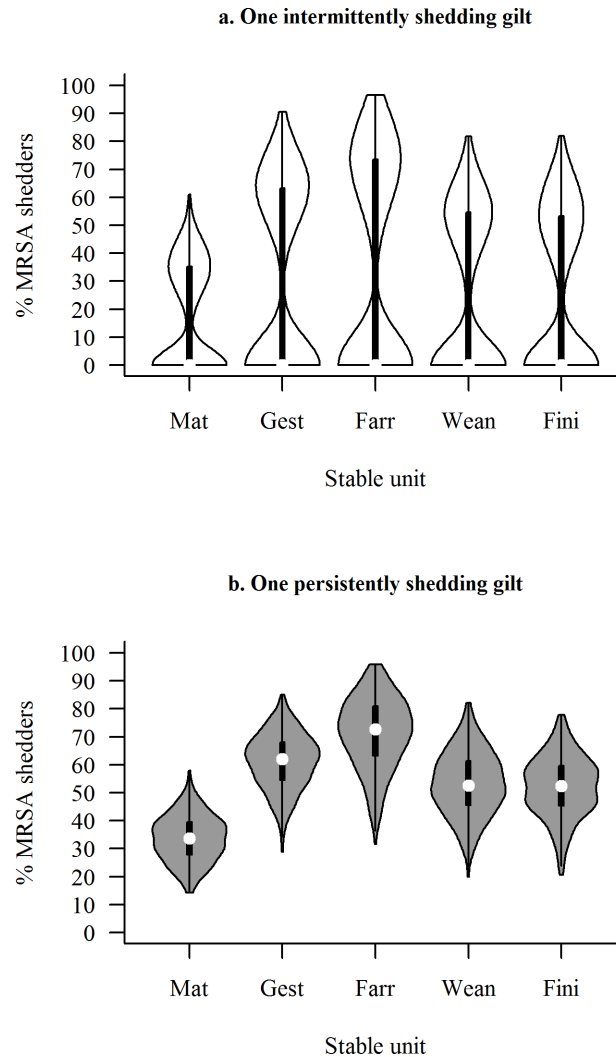 a. One intermittently shedding gilt
100
90
80
70
60
50
40
30
20
10
0
% MRSA shedders
Mat Gest Farr Wean Fini
Stable unit
b. One persistently shedding gilt
100
90
80
70
60
50
40
30
20
10
0
% MRSA shedders
Mat Gest Farr Wean Fini
Stable unit